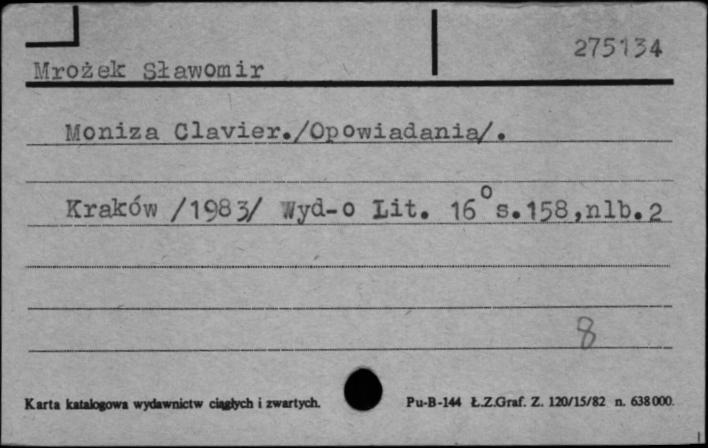 275134
Mrożek Sławomir
Moniza Clavier./Opowiadania/.
Kraków /1983/ Wyd-o Lit. 16° s.158,nlb.2
8
Karta katalogowa wydawnictw ciągłych i zwartych.
Pu-B-144 Ł.Z.Graf. Z. 120/15/82 n. 638 000.